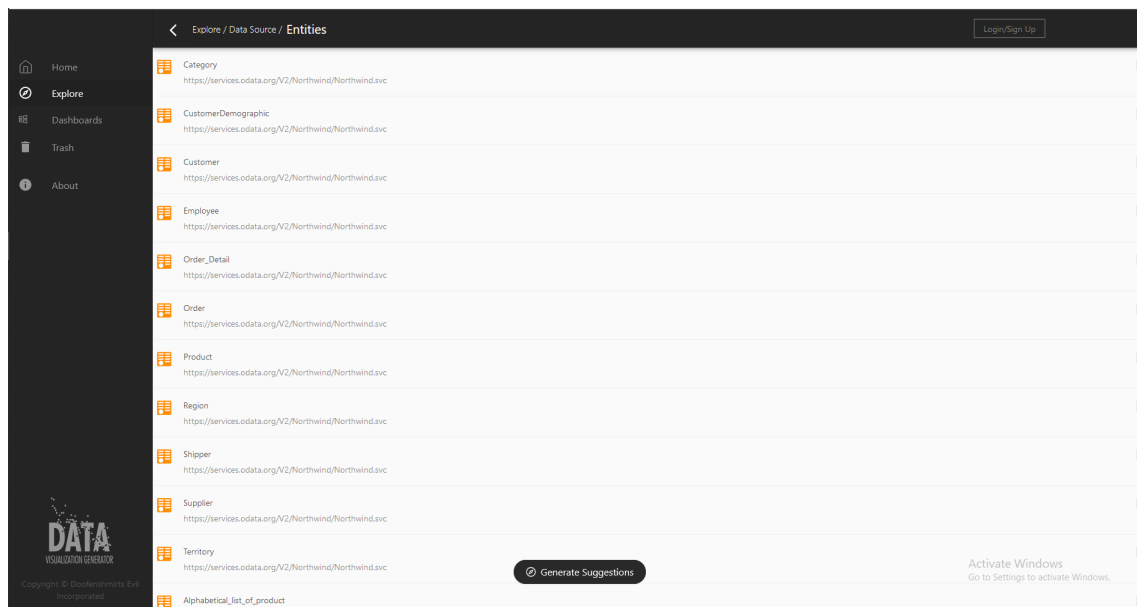 Explore / Data Source / Entities
Login/Sign Up
Home
Explore
Dashboards
Trash
About
Category
https://services.odata.org/V2/Northwind/Northwind.svc
CustomerDemographic
https://services.odata.org/V2/Northwind/Northwind.svc
Customer
https://services.odata.org/V2/Northwind/Northwind.svc
Employee
https://services.odata.org/V2/Northwind/Northwind.svc
Order_Detail
https://services.odata.org/V2/Northwind/Northwind.svc
Order
https://services.odata.org/V2/Northwind/Northwind.svc
Product
https://services.odata.org/V2/Northwind/Northwind.svc
Region
https://services.odata.org/V2/Northwind/Northwind.svc
Shipper
https://services.odata.org/V2/Northwind/Northwind.svc
Supplier
https://services.odata.org/V2/Northwind/Northwind.svc
Territory
https://services.odata.org/V2/Northwind/Northwind.svc
Alphabetical_list_of_product
Generate Suggestions
DATA
VISUALIZATION GENERATOR
Copyright © Doofenshmirts Evil
Incorporated
Activate Windows
Go to Settings to activate Windows.